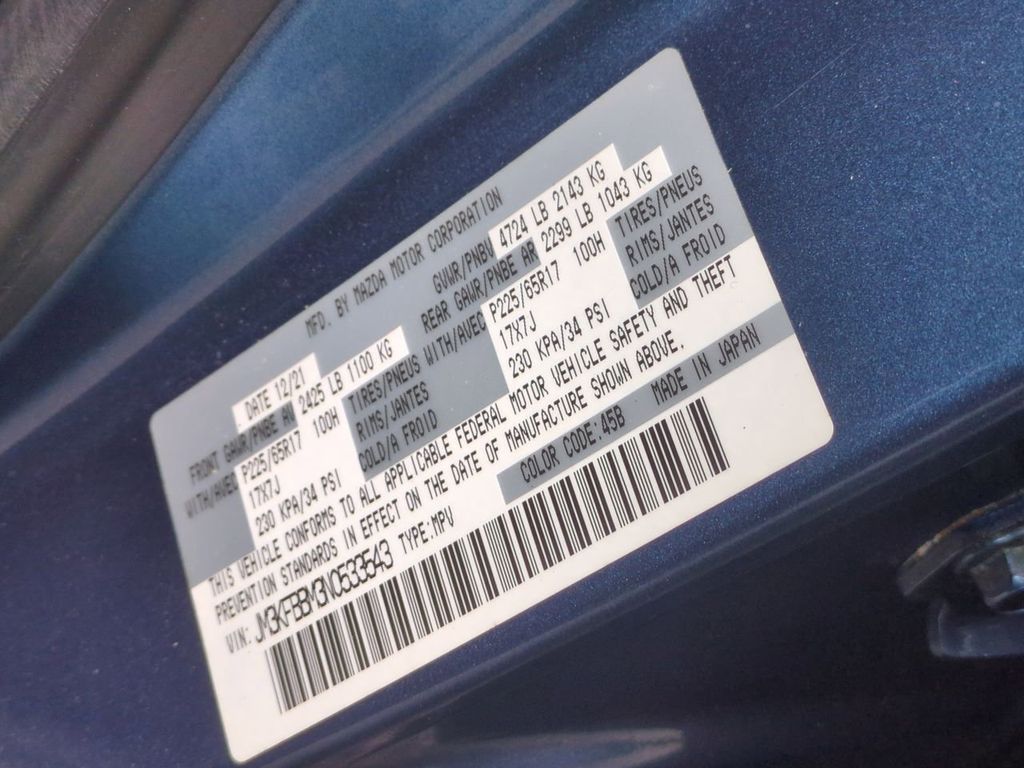 MFD. BY MAZDA MOTOR CORPORATION
DATE 12/21 GVWR/PNBV 4724 LB 2143 KG
FRONT GAWR/PNBE AV 2425 LB 1100 KG REAR GAWR/PNBE AR 2299 LB 1043 KG
WITH/AVEC P225/65R17 100H TIRES/PNEUS WITH/AVEC P225/65R17 100H TIRES/PNEUS
17X7J RIMS/JANTES 17X7J RIMS/JANTES
230 KPA/34 PSI COLD/A FROID 230 KPA/34 PSI COLD/A FROID
THIS VEHICLE CONFORMS TO ALL APPLICABLE FEDERAL MOTOR VEHICLE SAFETY AND THEFT
PREVENTION STANDARDS IN EFFECT ON THE DATE OF MANUFACTURE SHOWN ABOVE.
VIN: JM3KFBBM3N0533543 TYPE:MPV COLOR CODE:45B MADE IN JAPAN